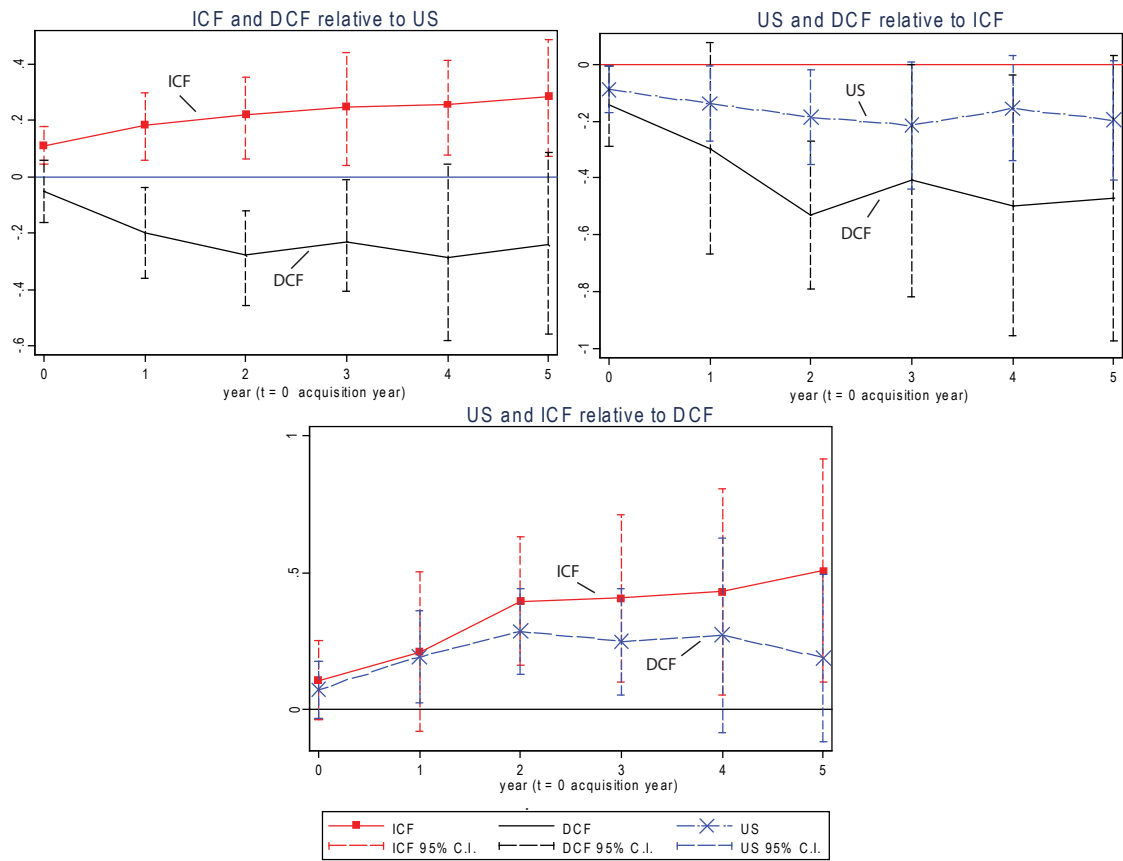 ICF and DCF relative to US
.4
.2
0
-.2
-.4
-.6
ICF
DCF
0 1 2 3 4 5
year (t = 0 acquisition year)
US and DCF relative to ICF
0
-.2
-.4
-.6
-.8
-1
US
DCF
0 1 2 3 4 5
year (t = 0 acquisition year)
US and ICF relative to DCF
1
.5
0
ICF
DCF
0 1 2 3 4 5
year (t = 0 acquisition year)
ICF DCF US
ICF 95% C.I. DCF 95% C.I. US 95% C.I.